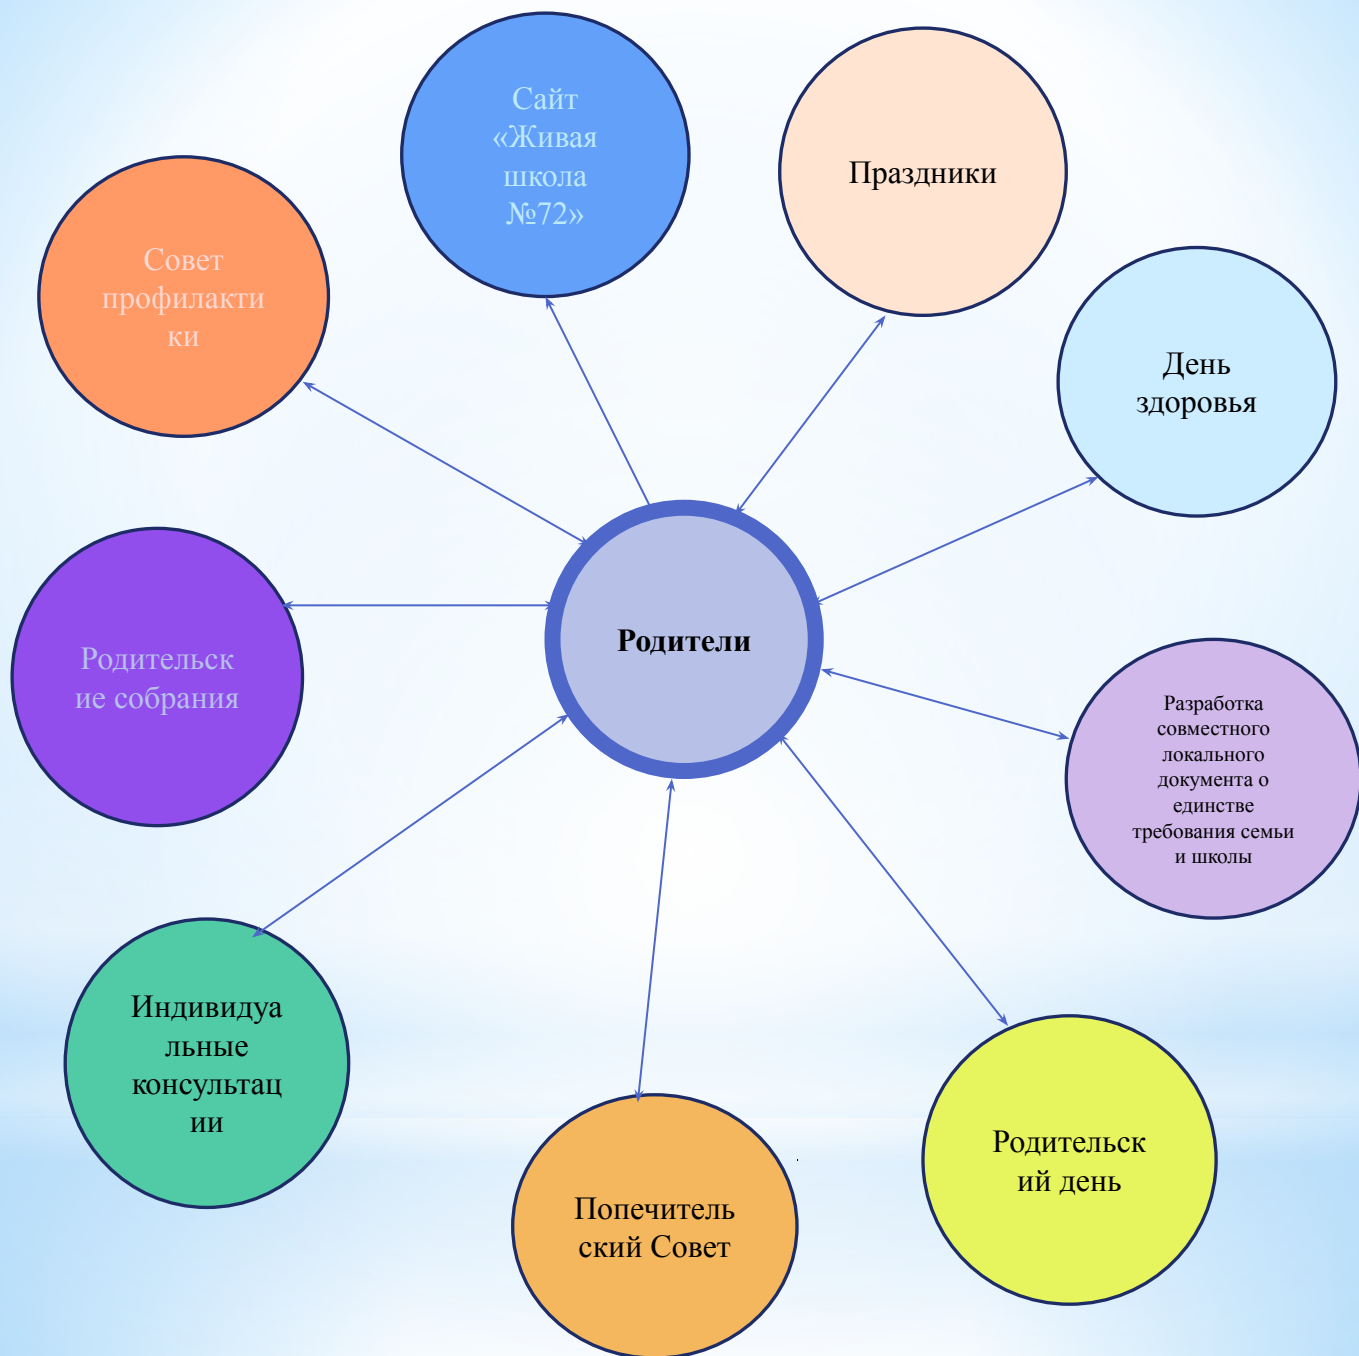 Сайт
«Живая
школа
№72»
Праздники
Совет
профилакти
ки
День
здоровья
Родители
Родительск
ие собрания
Разработка
совместного
локального
документа о
единстве
требования семьи
и школы
Индивидуа
льные
консультац
ии
Родительск
ий день
Попечитель
ский Совет